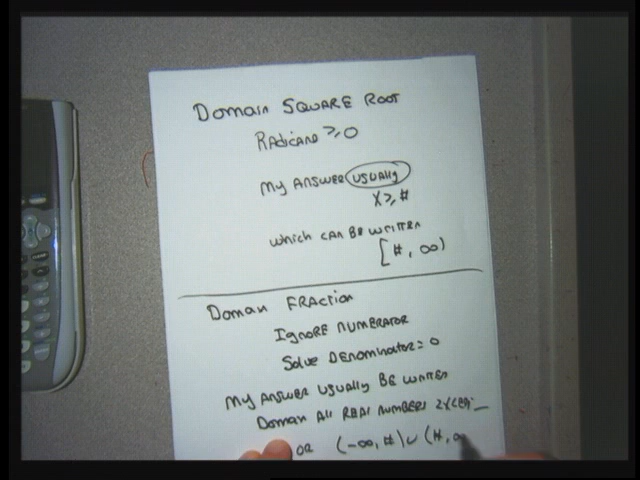 Domain Square Root
Radicand ≥ 0
My Answer usually
X ≥ #
which can be written
[#, ∞)
Domain Fraction
Ignore Numerator
Solve Denominator = 0
My Answer usually be written
Domain All Real Numbers except _
or (-∞, #) ∪ (#, ∞